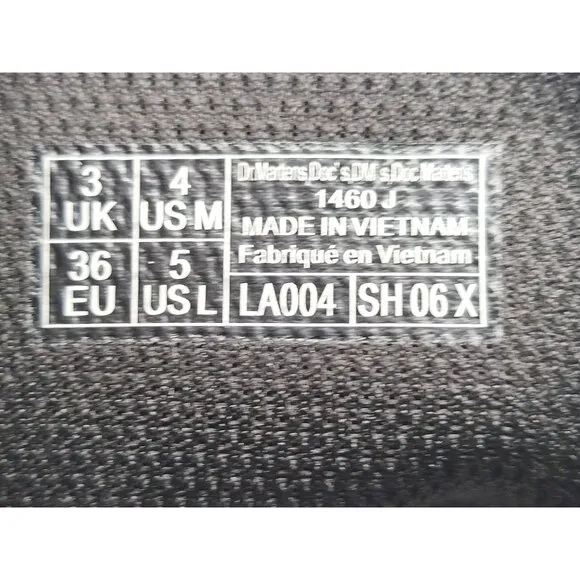 3 UK
4 US M
36 EU
5 US L
Dr.Martens,Doc's,DM's,Doc Martens,
1460 J
MADE IN VIETNAM
Fabriqué en Vietnam
LA004
SH 06 X